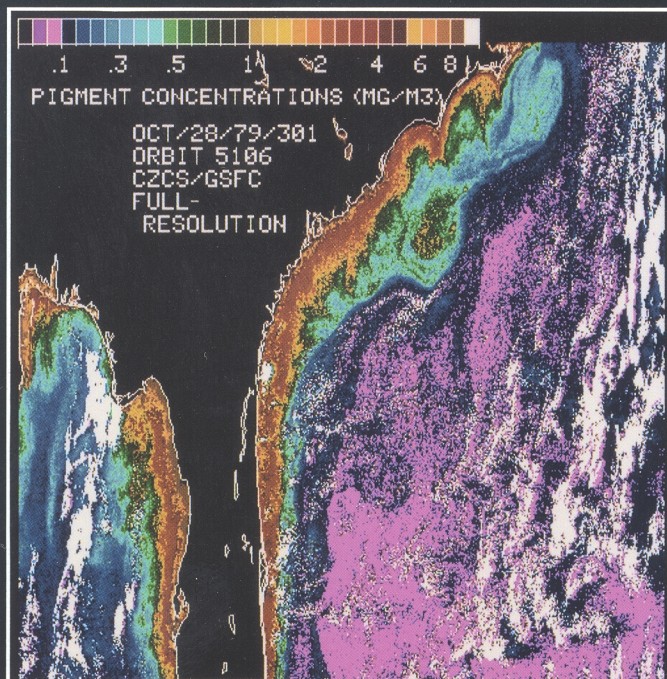 .1 .3 .5 1 2 4 6 8
PIGMENT CONCENTRATIONS (MG/M3)
OCT/28/79/301
ORBIT 5106
CZCS/GSFC
FULL-
RESOLUTION